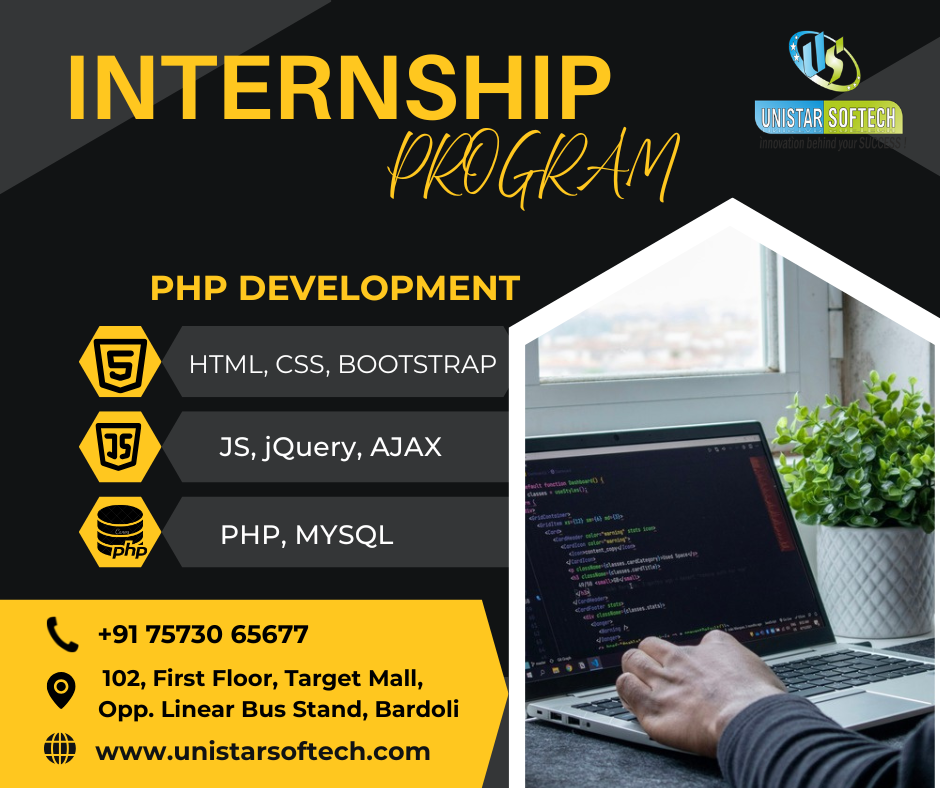 INTERNSHIP
PROGRAM
UNISTAR SOFTECH
Innovation behind your SUCCESS !
PHP DEVELOPMENT
HTML, CSS, BOOTSTRAP
JS, jQuery, AJAX
PHP, MYSQL
+91 75730 65677
102, First Floor, Target Mall,
Opp. Linear Bus Stand, Bardoli
www.unistarsoftech.com